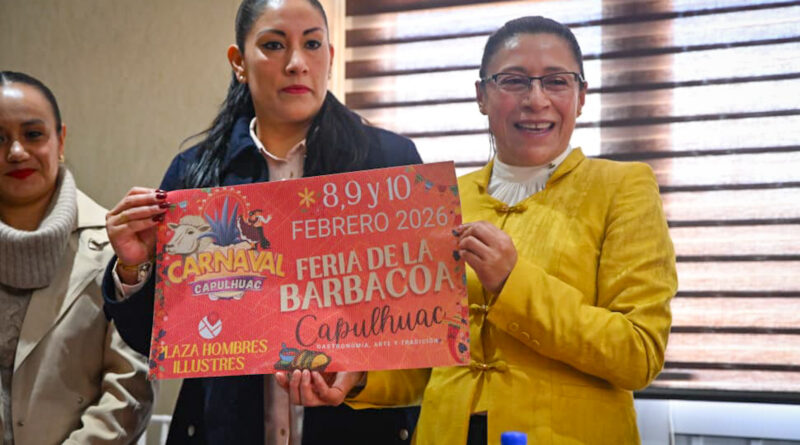 8, 9 y 10
FEBRERO 2026
CARNAVAL
CAPULHUAC
FERIA DE LA
BARBACOA
Capulhuac
GASTRONOMÍA, ARTE Y TRADICIÓN
PLAZA HOMBRES
ILUSTRES